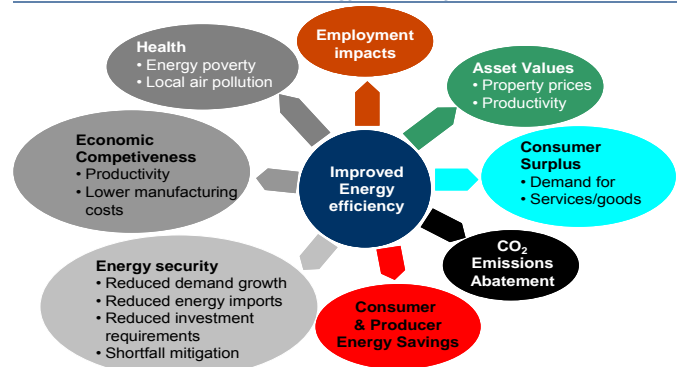 Employment
impacts
Health
• Energy poverty
• Local air pollution
Asset Values
• Property prices
• Productivity
Economic
Competiveness
• Productivity
• Lower manufacturing
costs
Improved
Energy
efficiency
Consumer
Surplus
• Demand for
• Services/goods
CO₂
Emissions
Abatement
Energy security
• Reduced demand growth
• Reduced energy imports
• Reduced investment
requirements
• Shortfall mitigation
Consumer
& Producer
Energy Savings